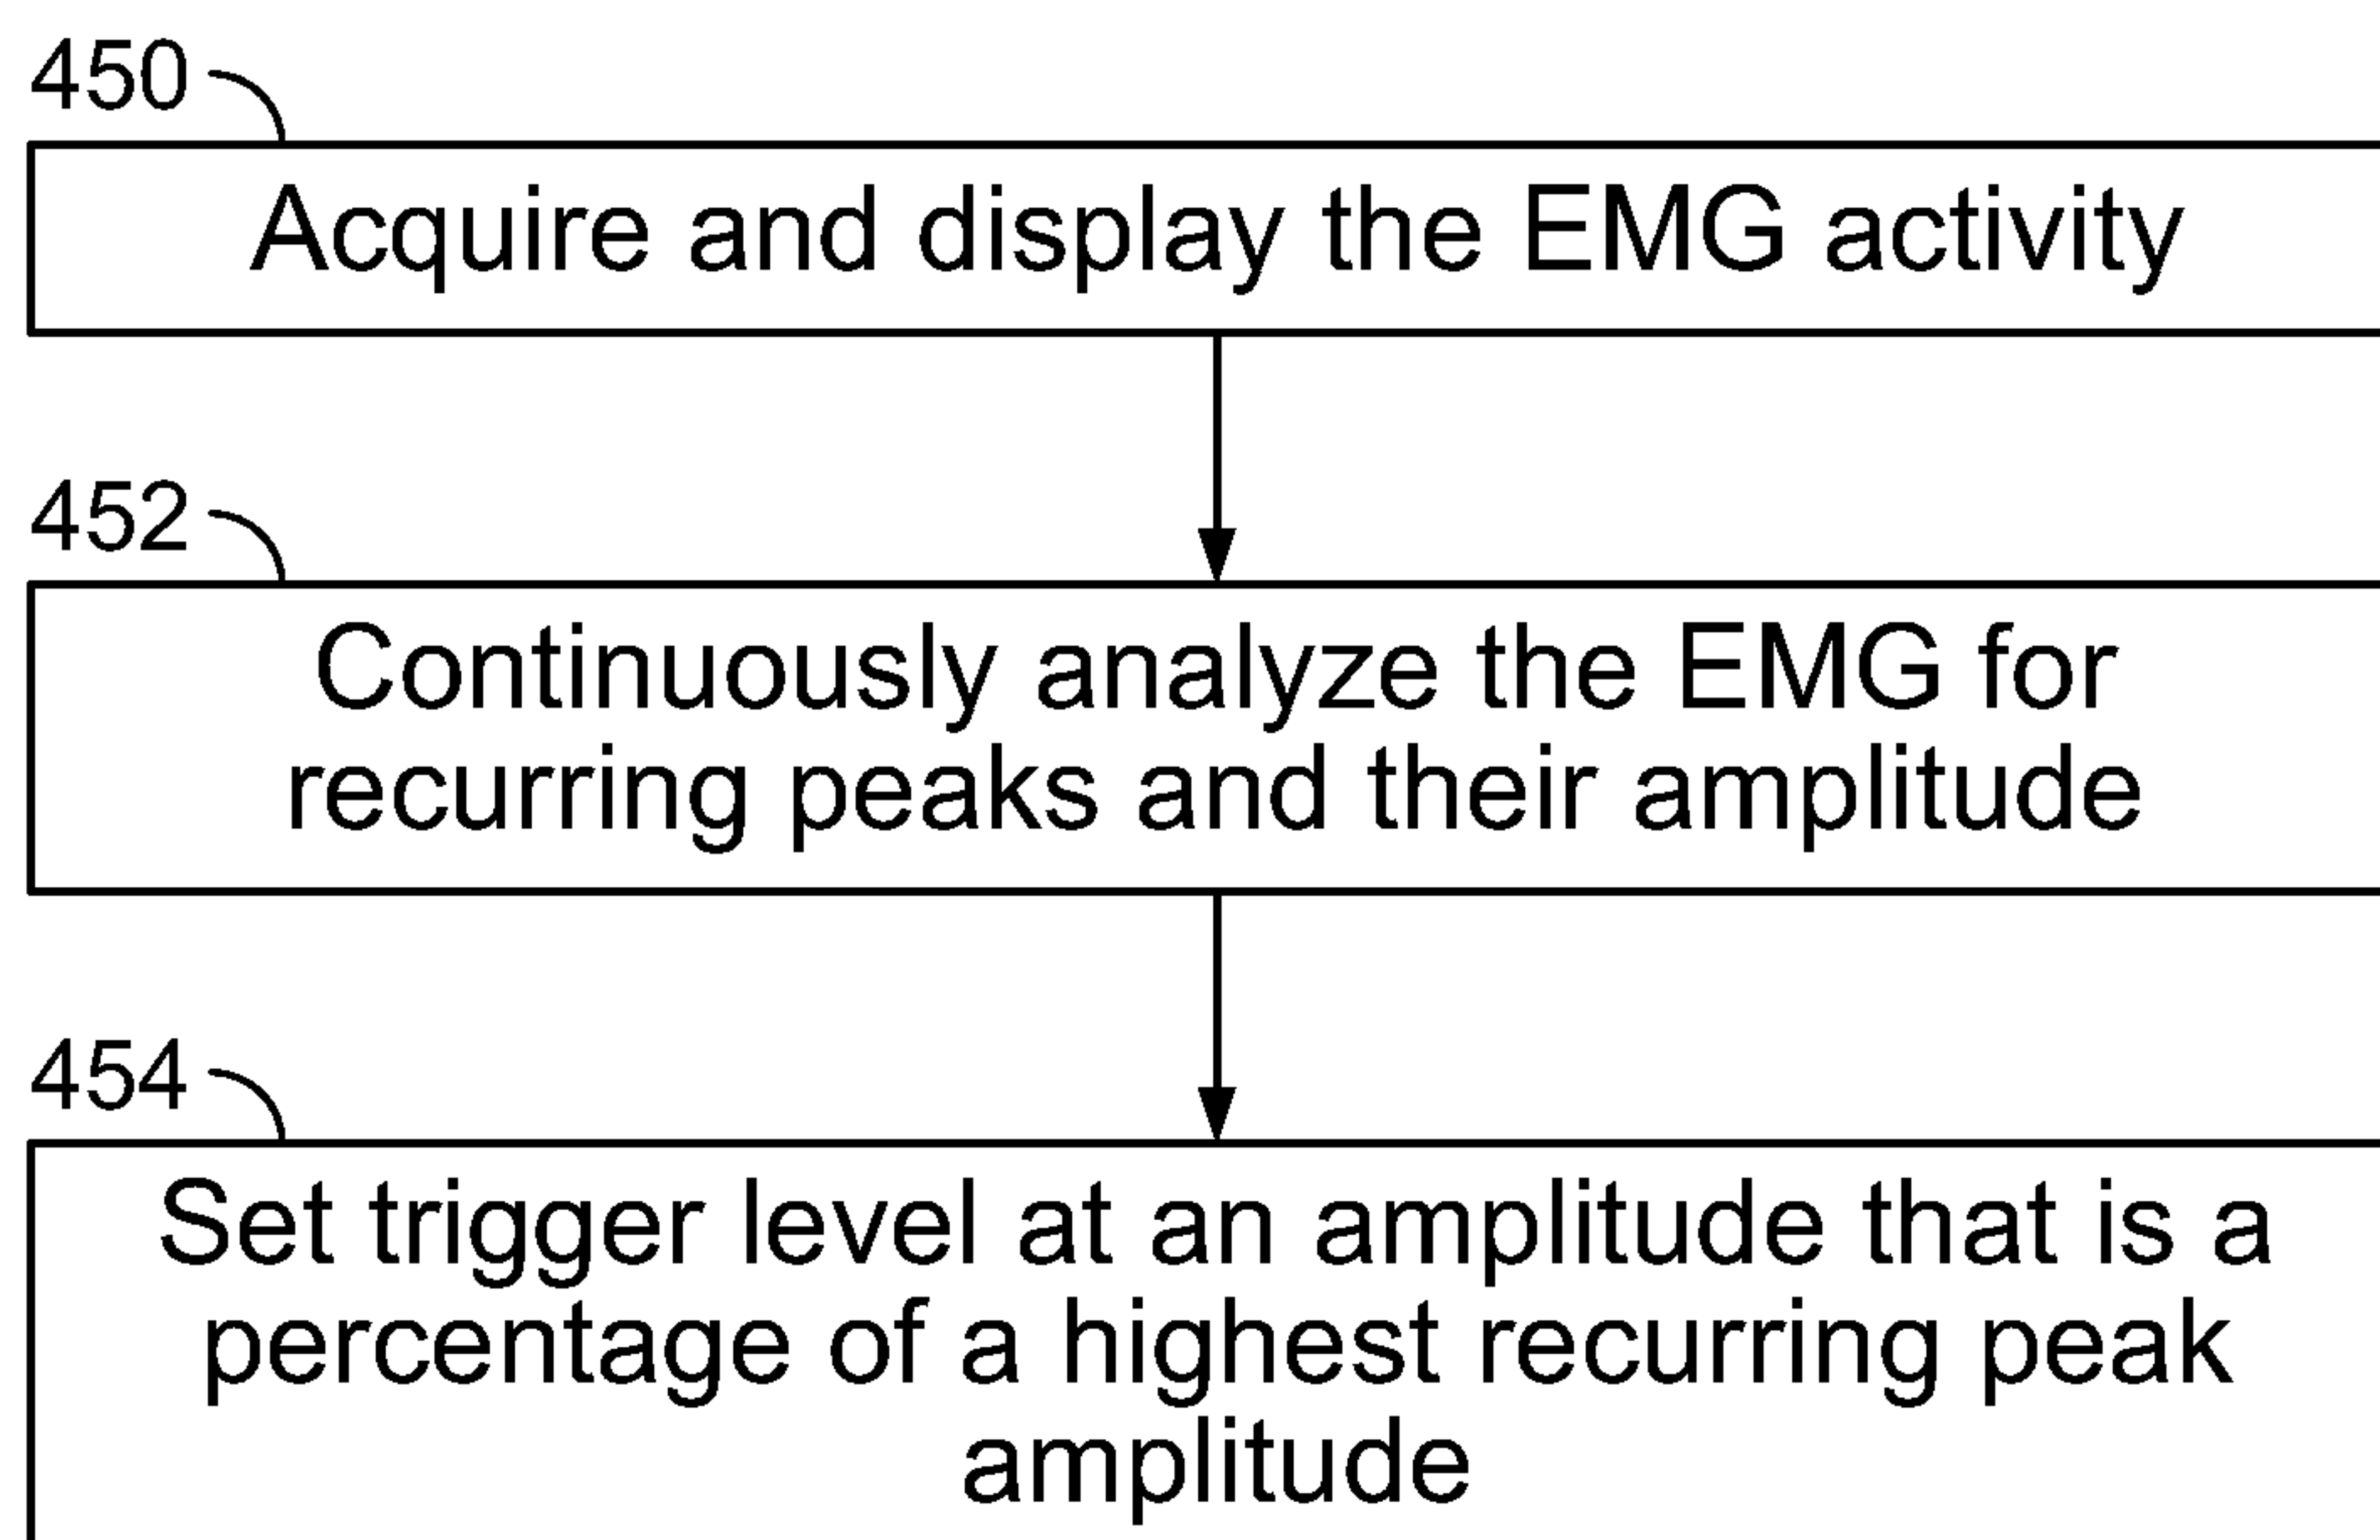 450
Acquire and display the EMG activity
452
Continuously analyze the EMG for
recurring peaks and their amplitude
454
Set trigger level at an amplitude that is a
percentage of a highest recurring peak
amplitude